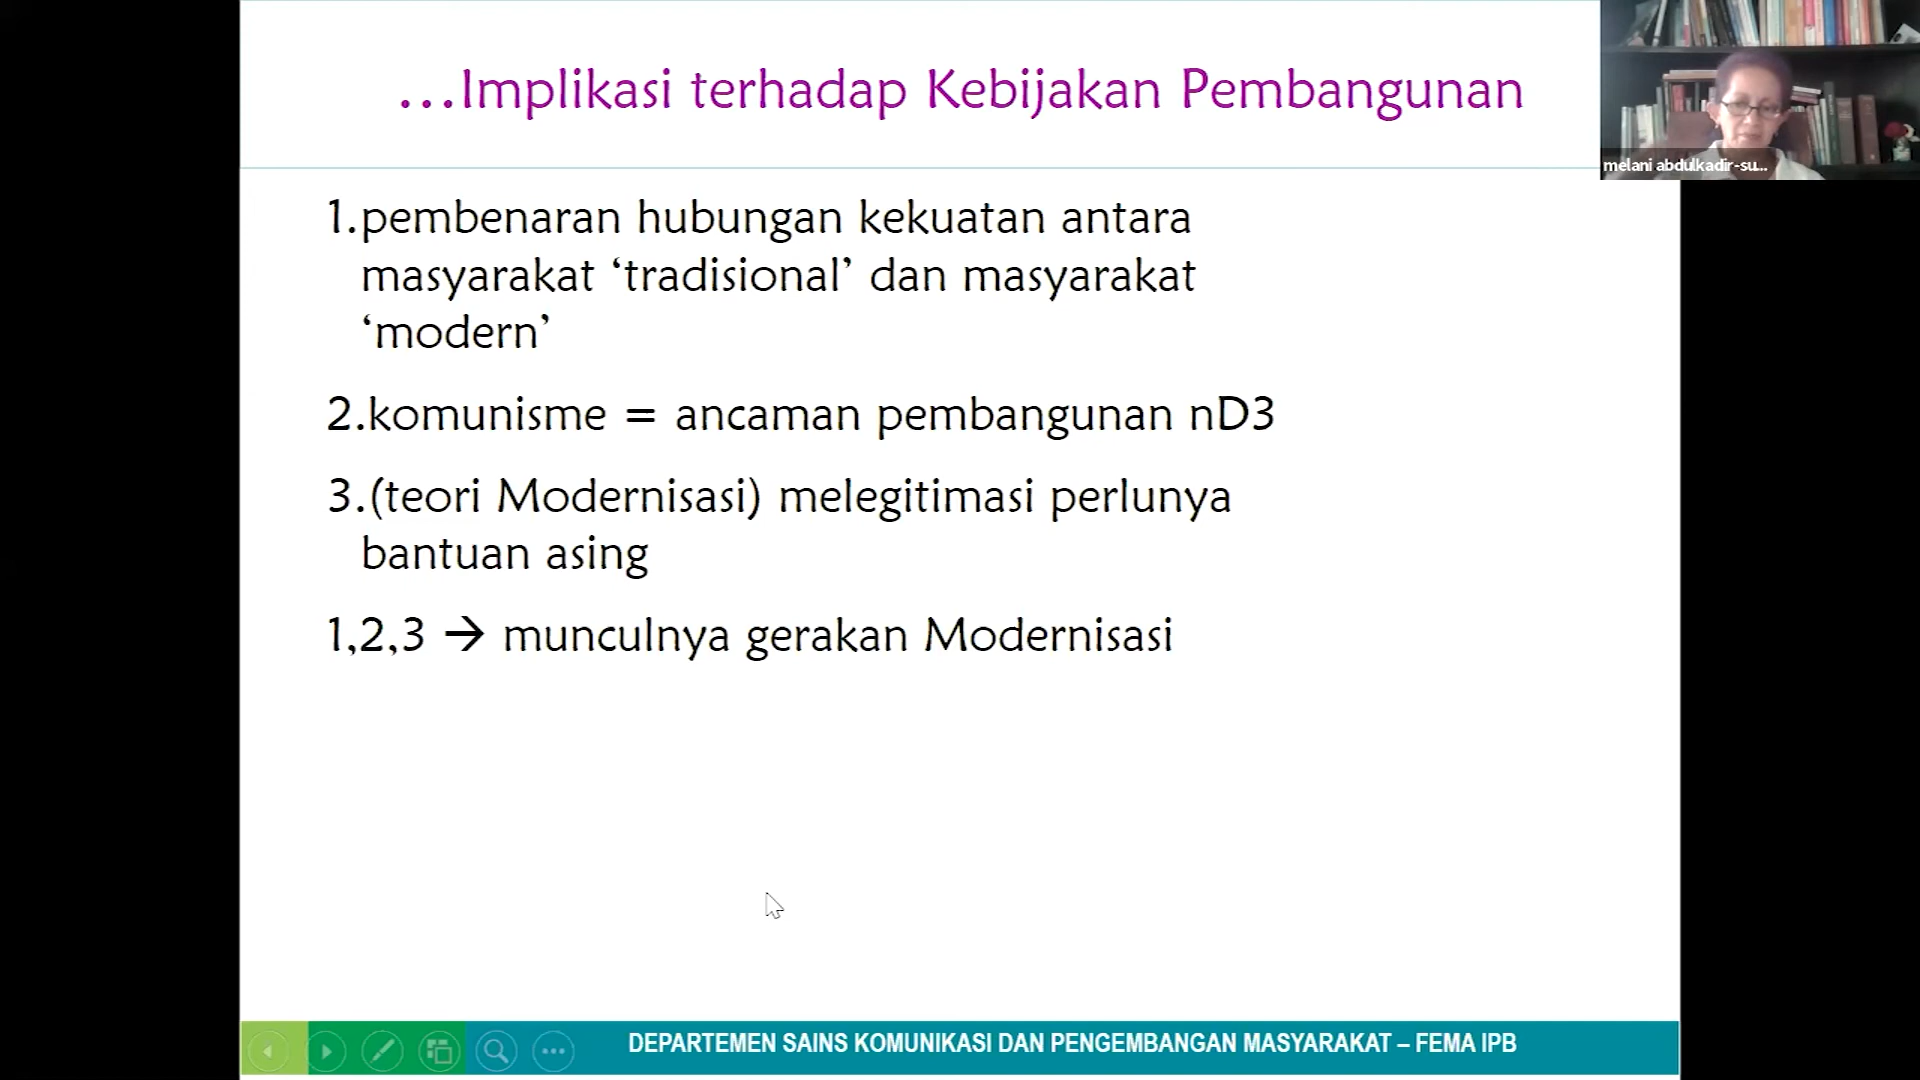 ...Implikasi terhadap Kebijakan Pembangunan
melani abdulkadir-su...
1.pembenaran hubungan kekuatan antara
masyarakat ‘tradisional’ dan masyarakat
‘modern’
2.komunisme = ancaman pembangunan nD3
3.(teori Modernisasi) melegitimasi perlunya
bantuan asing
1,2,3 → munculnya gerakan Modernisasi
DEPARTEMEN SAINS KOMUNIKASI DAN PENGEMBANGAN MASYARAKAT – FEMA IPB